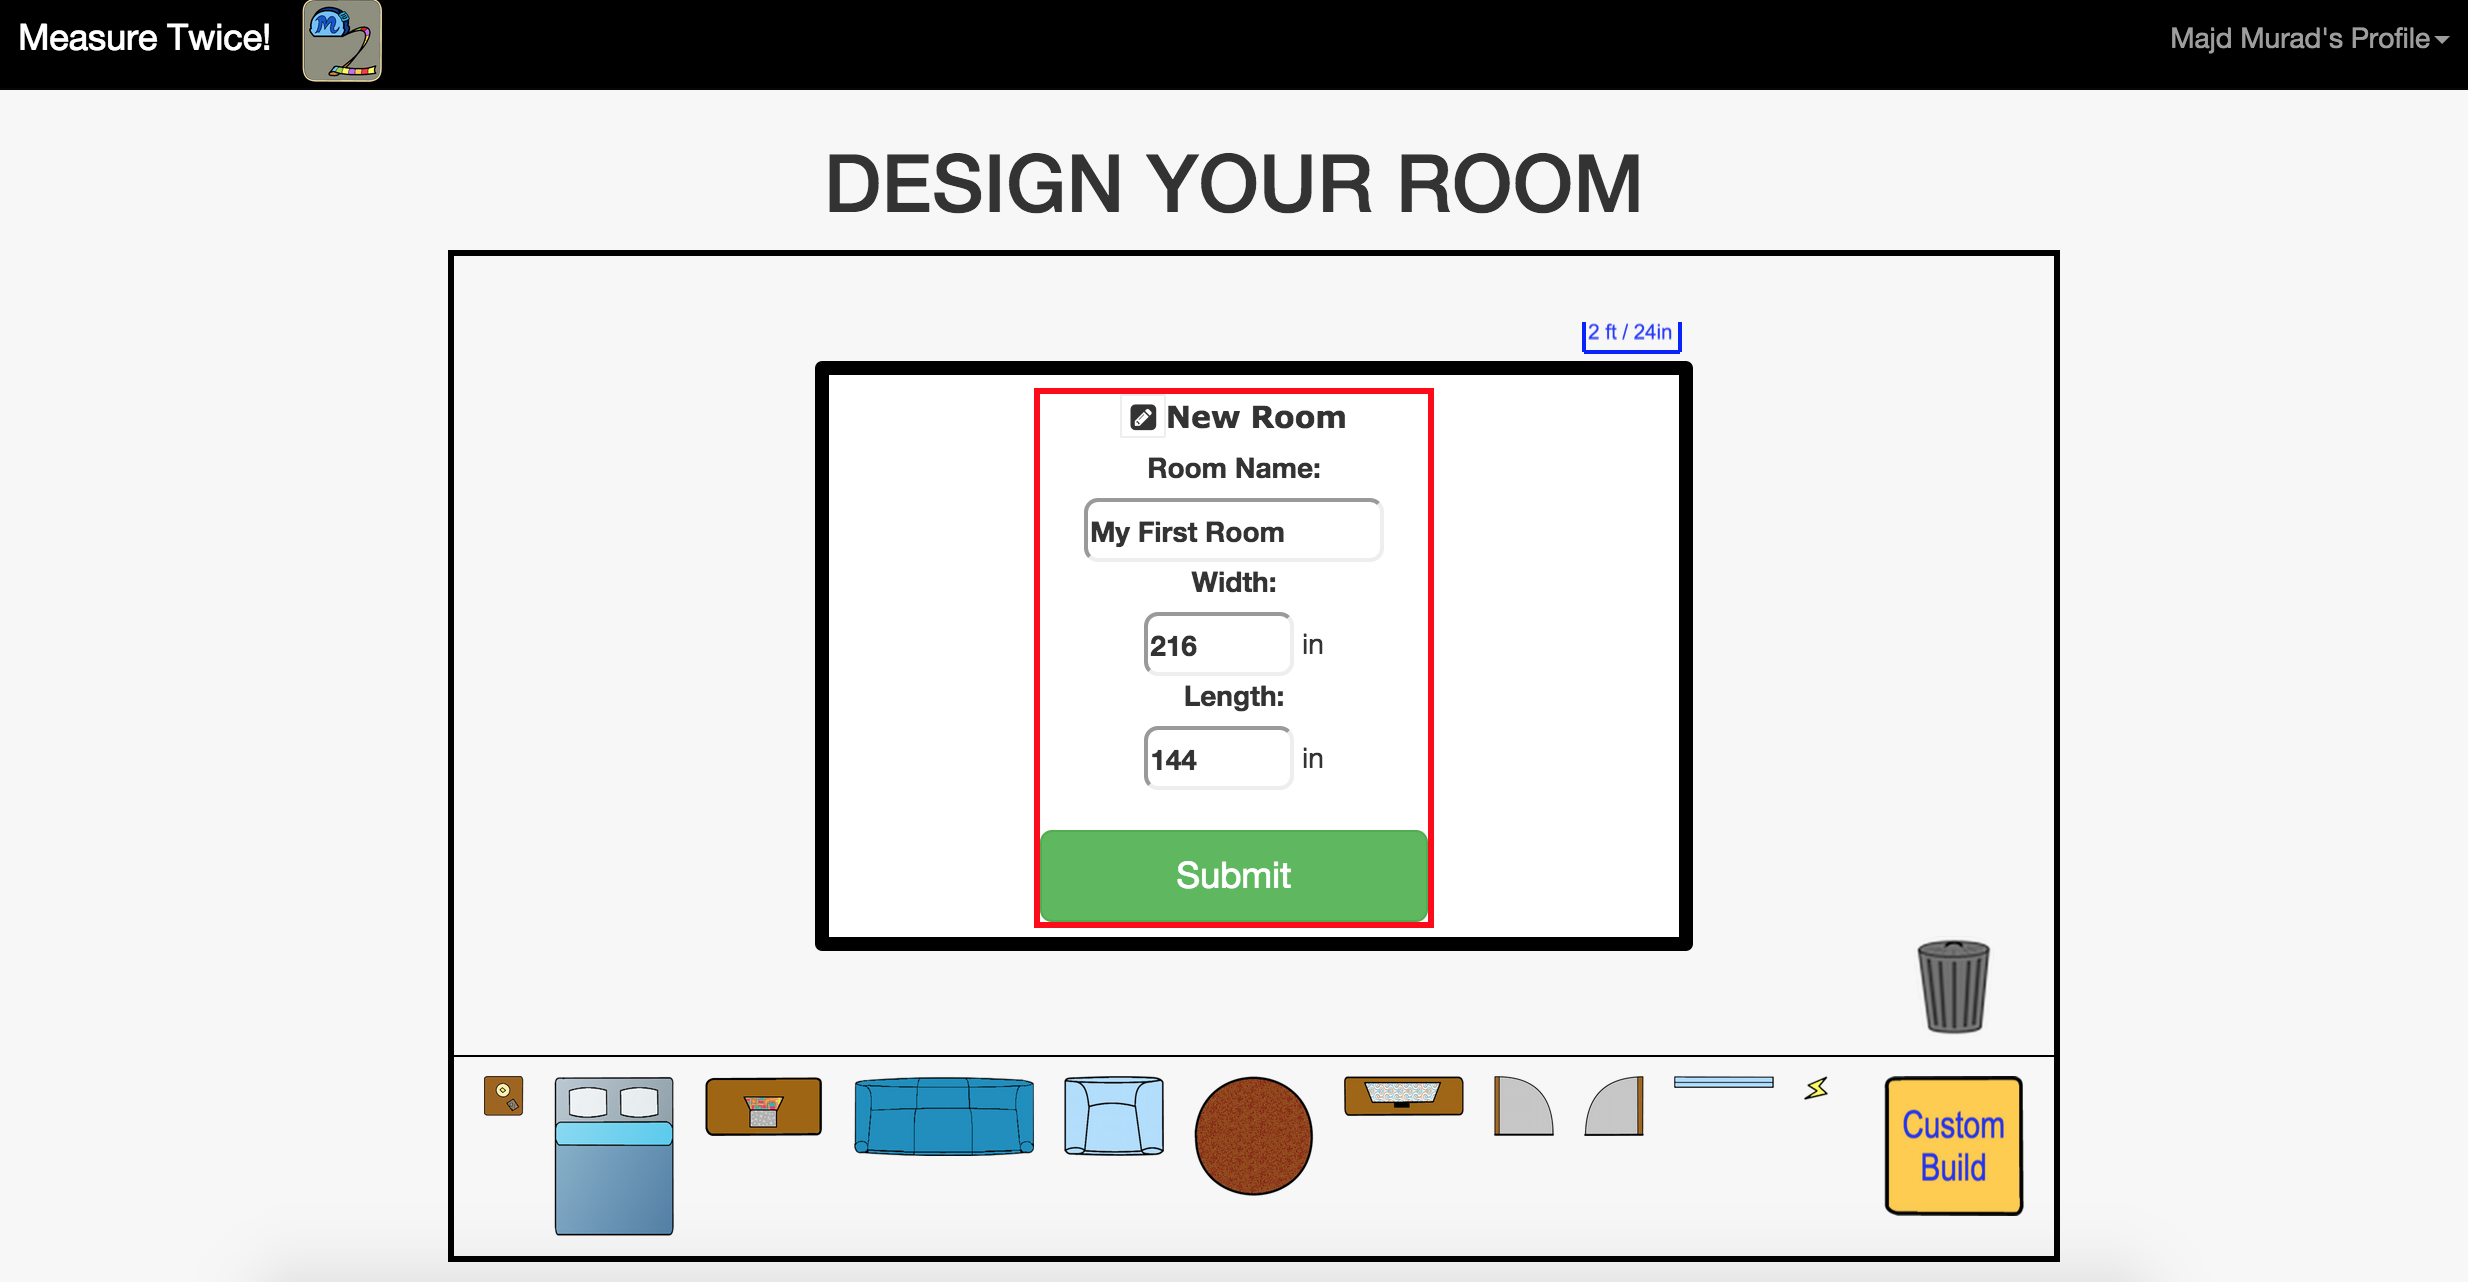 Measure Twice!
M
2
Majd Murad's Profile
DESIGN YOUR ROOM
2 ft / 24in
New Room
Room Name:
My First Room
Width:
216 in
Length:
144 in
Submit
Custom
Build